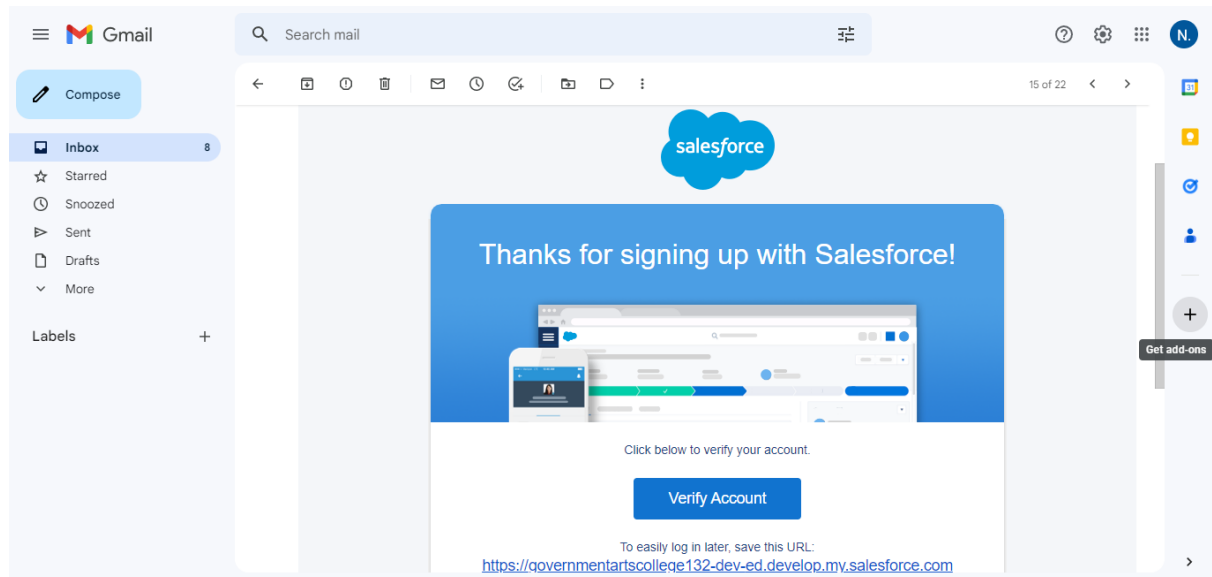 Gmail
Search mail
N.
Compose
15 of 22
31
Inbox 8
Starred
Snoozed
Sent
Drafts
More
Labels
salesforce
Thanks for signing up with Salesforce!
Get add-ons
Click below to verify your account.
Verify Account
To easily log in later, save this URL:
https://governmentartscollege132-dev-ed.develop.my.salesforce.com